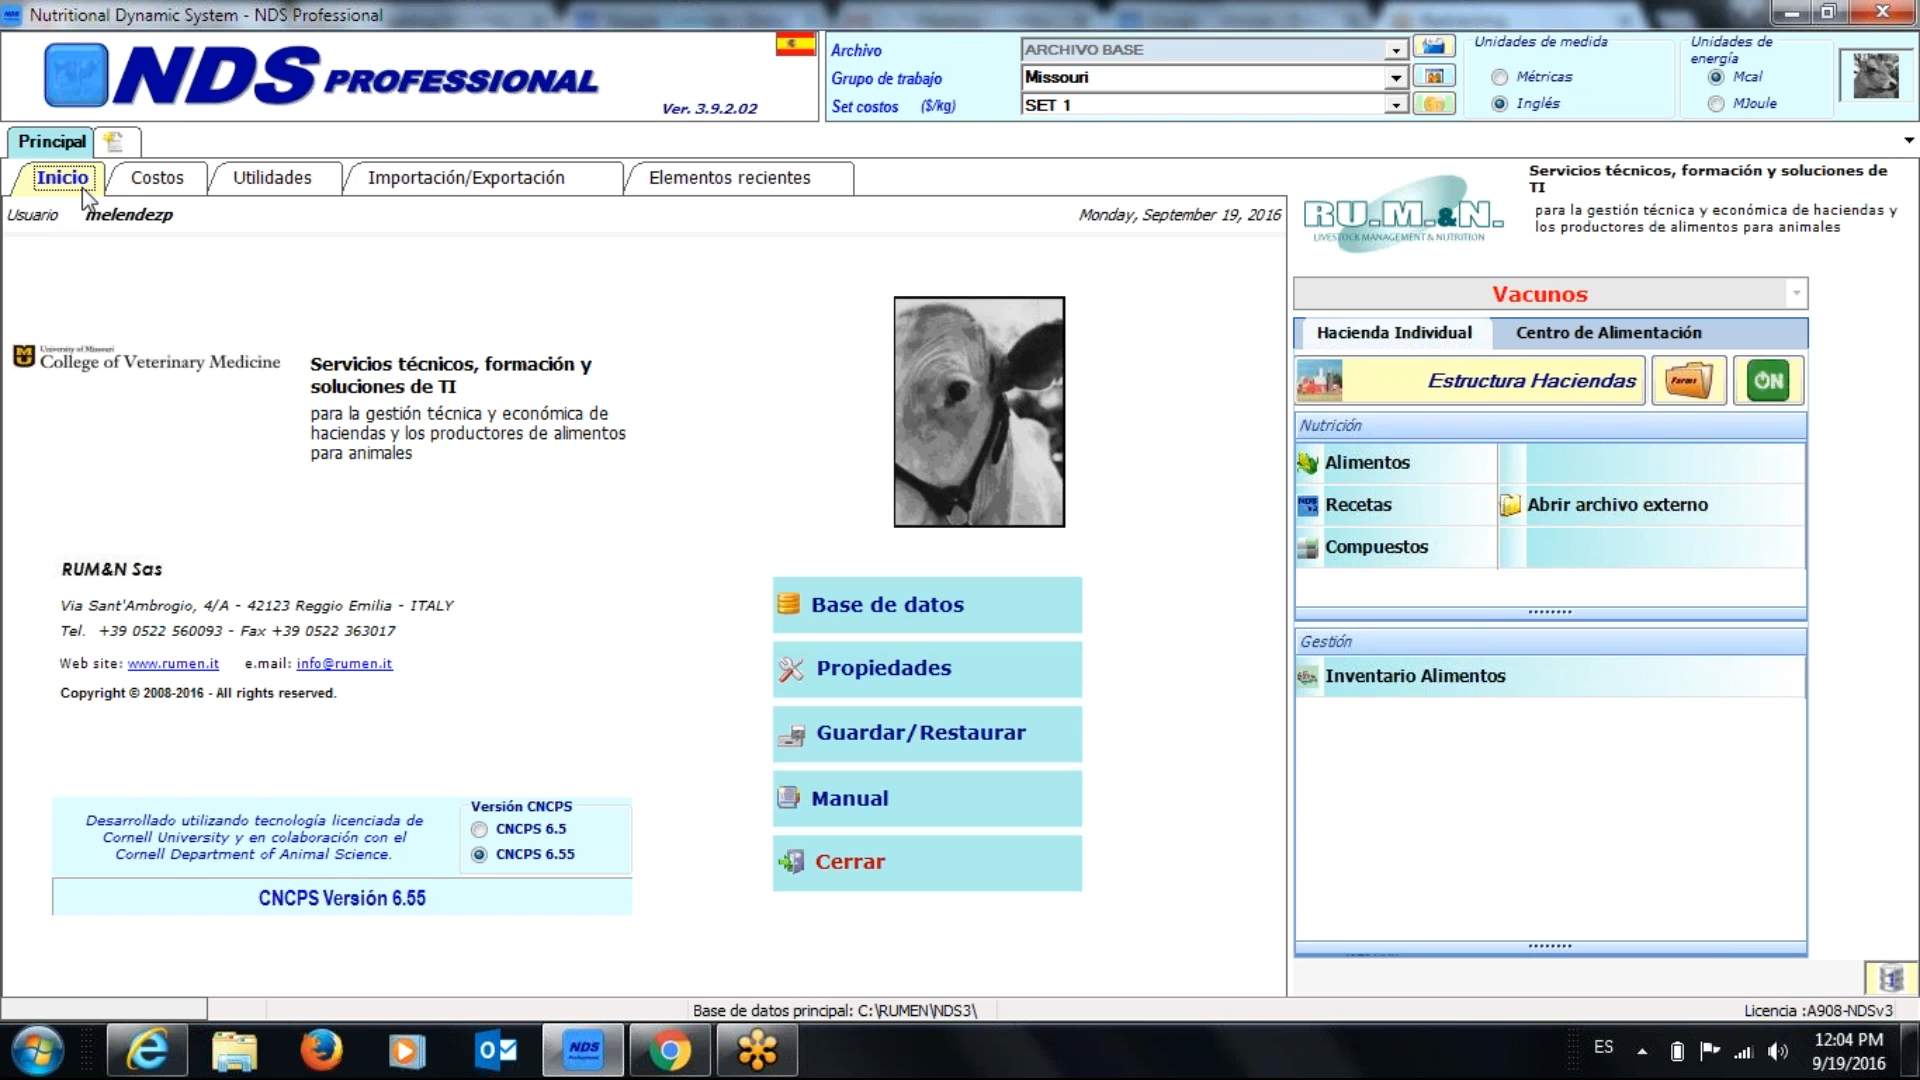 Nutritional Dynamic System - NDS Professional
NDS PROFESSIONAL
Ver. 3.9.2.02
Archivo
ARCHIVO BASE
Grupo de trabajo
Missouri
Set costos ($/kg)
SET 1
Unidades de medida
Métricas
Inglés
Unidades de energía
Mcal
MJoule
Principal
Inicio
Costos
Utilidades
Importación/Exportación
Elementos recientes
Usuario melendezp
Monday, September 19, 2016
RU.M.&N.
LIVESTOCK MANAGEMENT & NUTRITION
Servicios técnicos, formación y soluciones de
TI
para la gestión técnica y económica de haciendas y
los productores de alimentos para animales
University of Missouri
College of Veterinary Medicine
Servicios técnicos, formación y
soluciones de TI
para la gestión técnica y económica de
haciendas y los productores de alimentos
para animales
RUM&N Sas
Via Sant'Ambrogio, 4/A - 42123 Reggio Emilia - ITALY
Tel. +39 0522 560093 - Fax +39 0522 363017
Web site: www.rumen.it e.mail: info@rumen.it
Copyright © 2008-2016 - All rights reserved.
Desarrollado utilizando tecnología licenciada de
Cornell University y en colaboración con el
Cornell Department of Animal Science.
Versión CNCPS
CNCPS 6.5
CNCPS 6.55
CNCPS Versión 6.55
Base de datos
Propiedades
Guardar/Restaurar
Manual
Cerrar
Vacunos
Hacienda Individual
Centro de Alimentación
Estructura Haciendas
Farms
ON
Nutrición
Alimentos
Recetas
Abrir archivo externo
Compuestos
Gestión
Inventario Alimentos
Base de datos principal: C:\RUMEN\NDS3\
Licencia :A908-NDSv3
NDS
ES
12:04 PM
9/19/2016